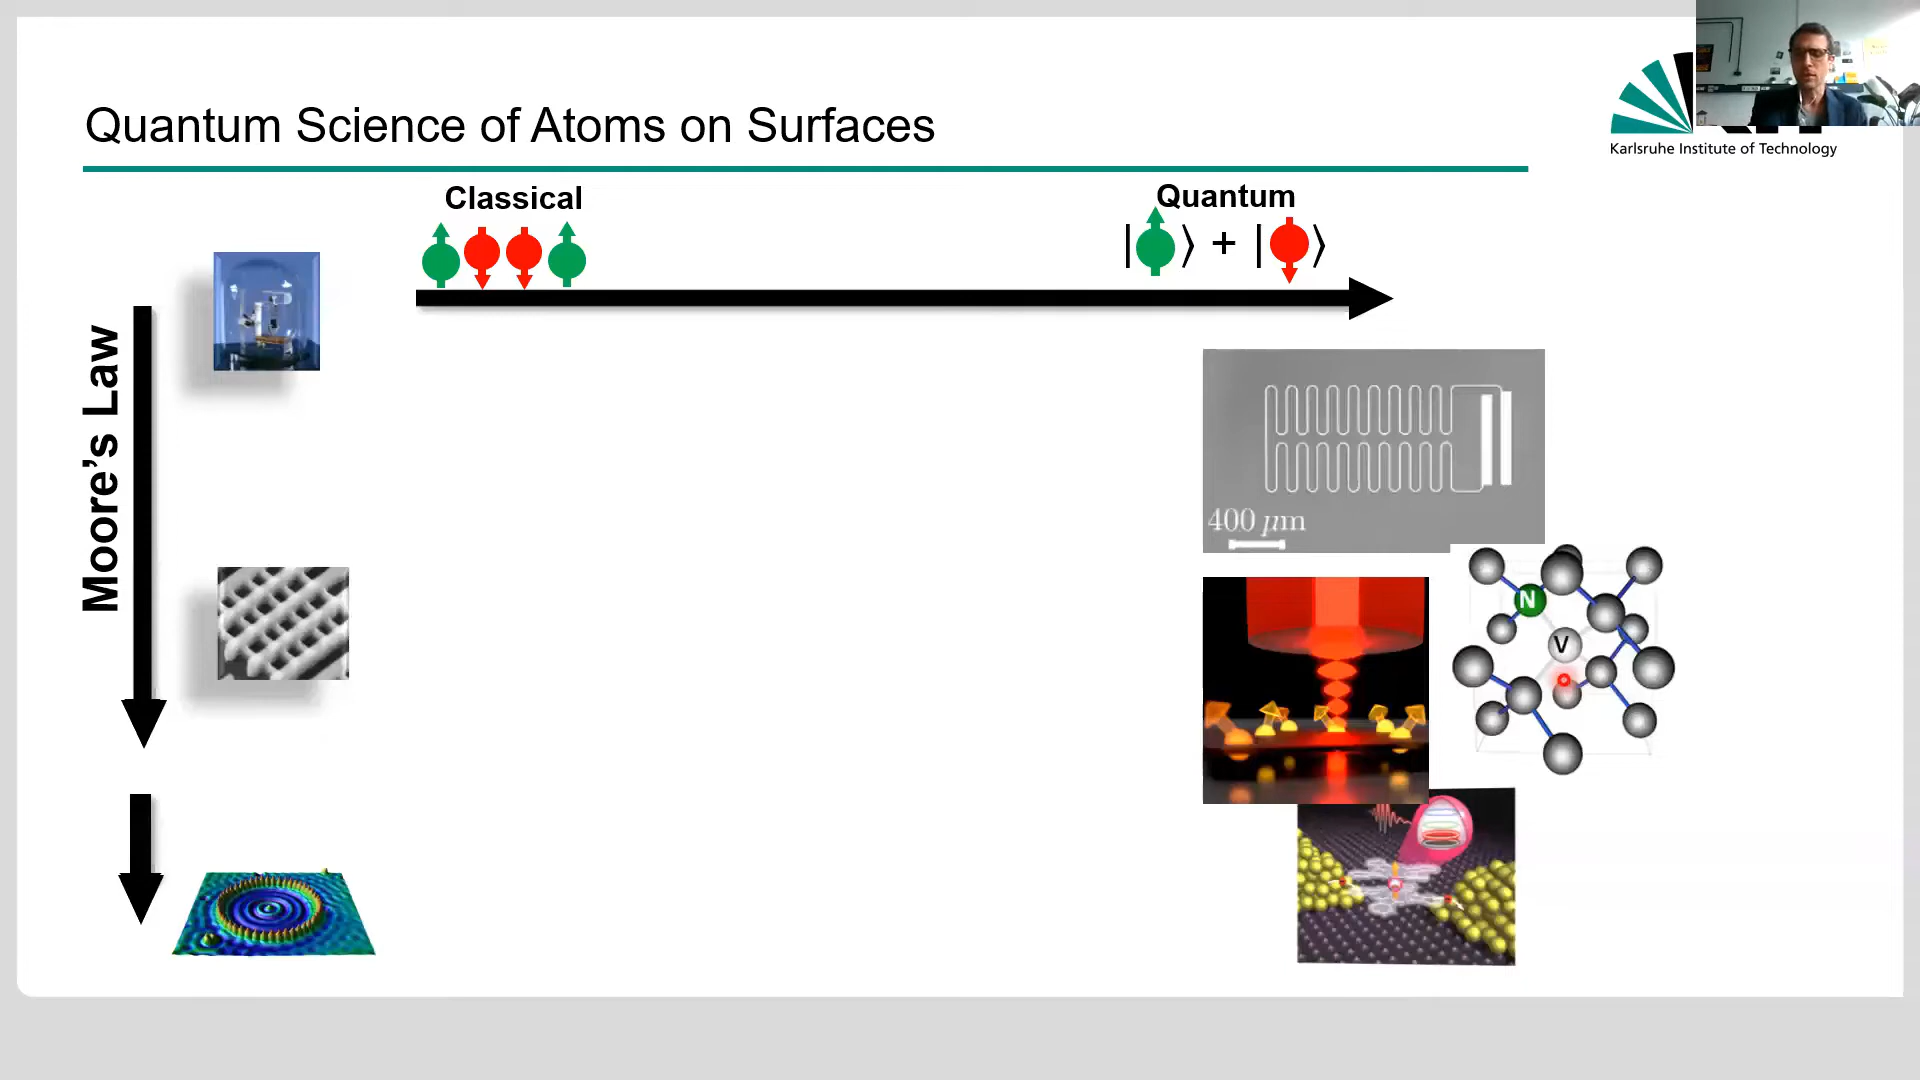 Quantum Science of Atoms on Surfaces
Karlsruhe Institute of Technology
Classical
Quantum
| ⟩ + | ⟩
Moore’s Law
400 µm
N
V